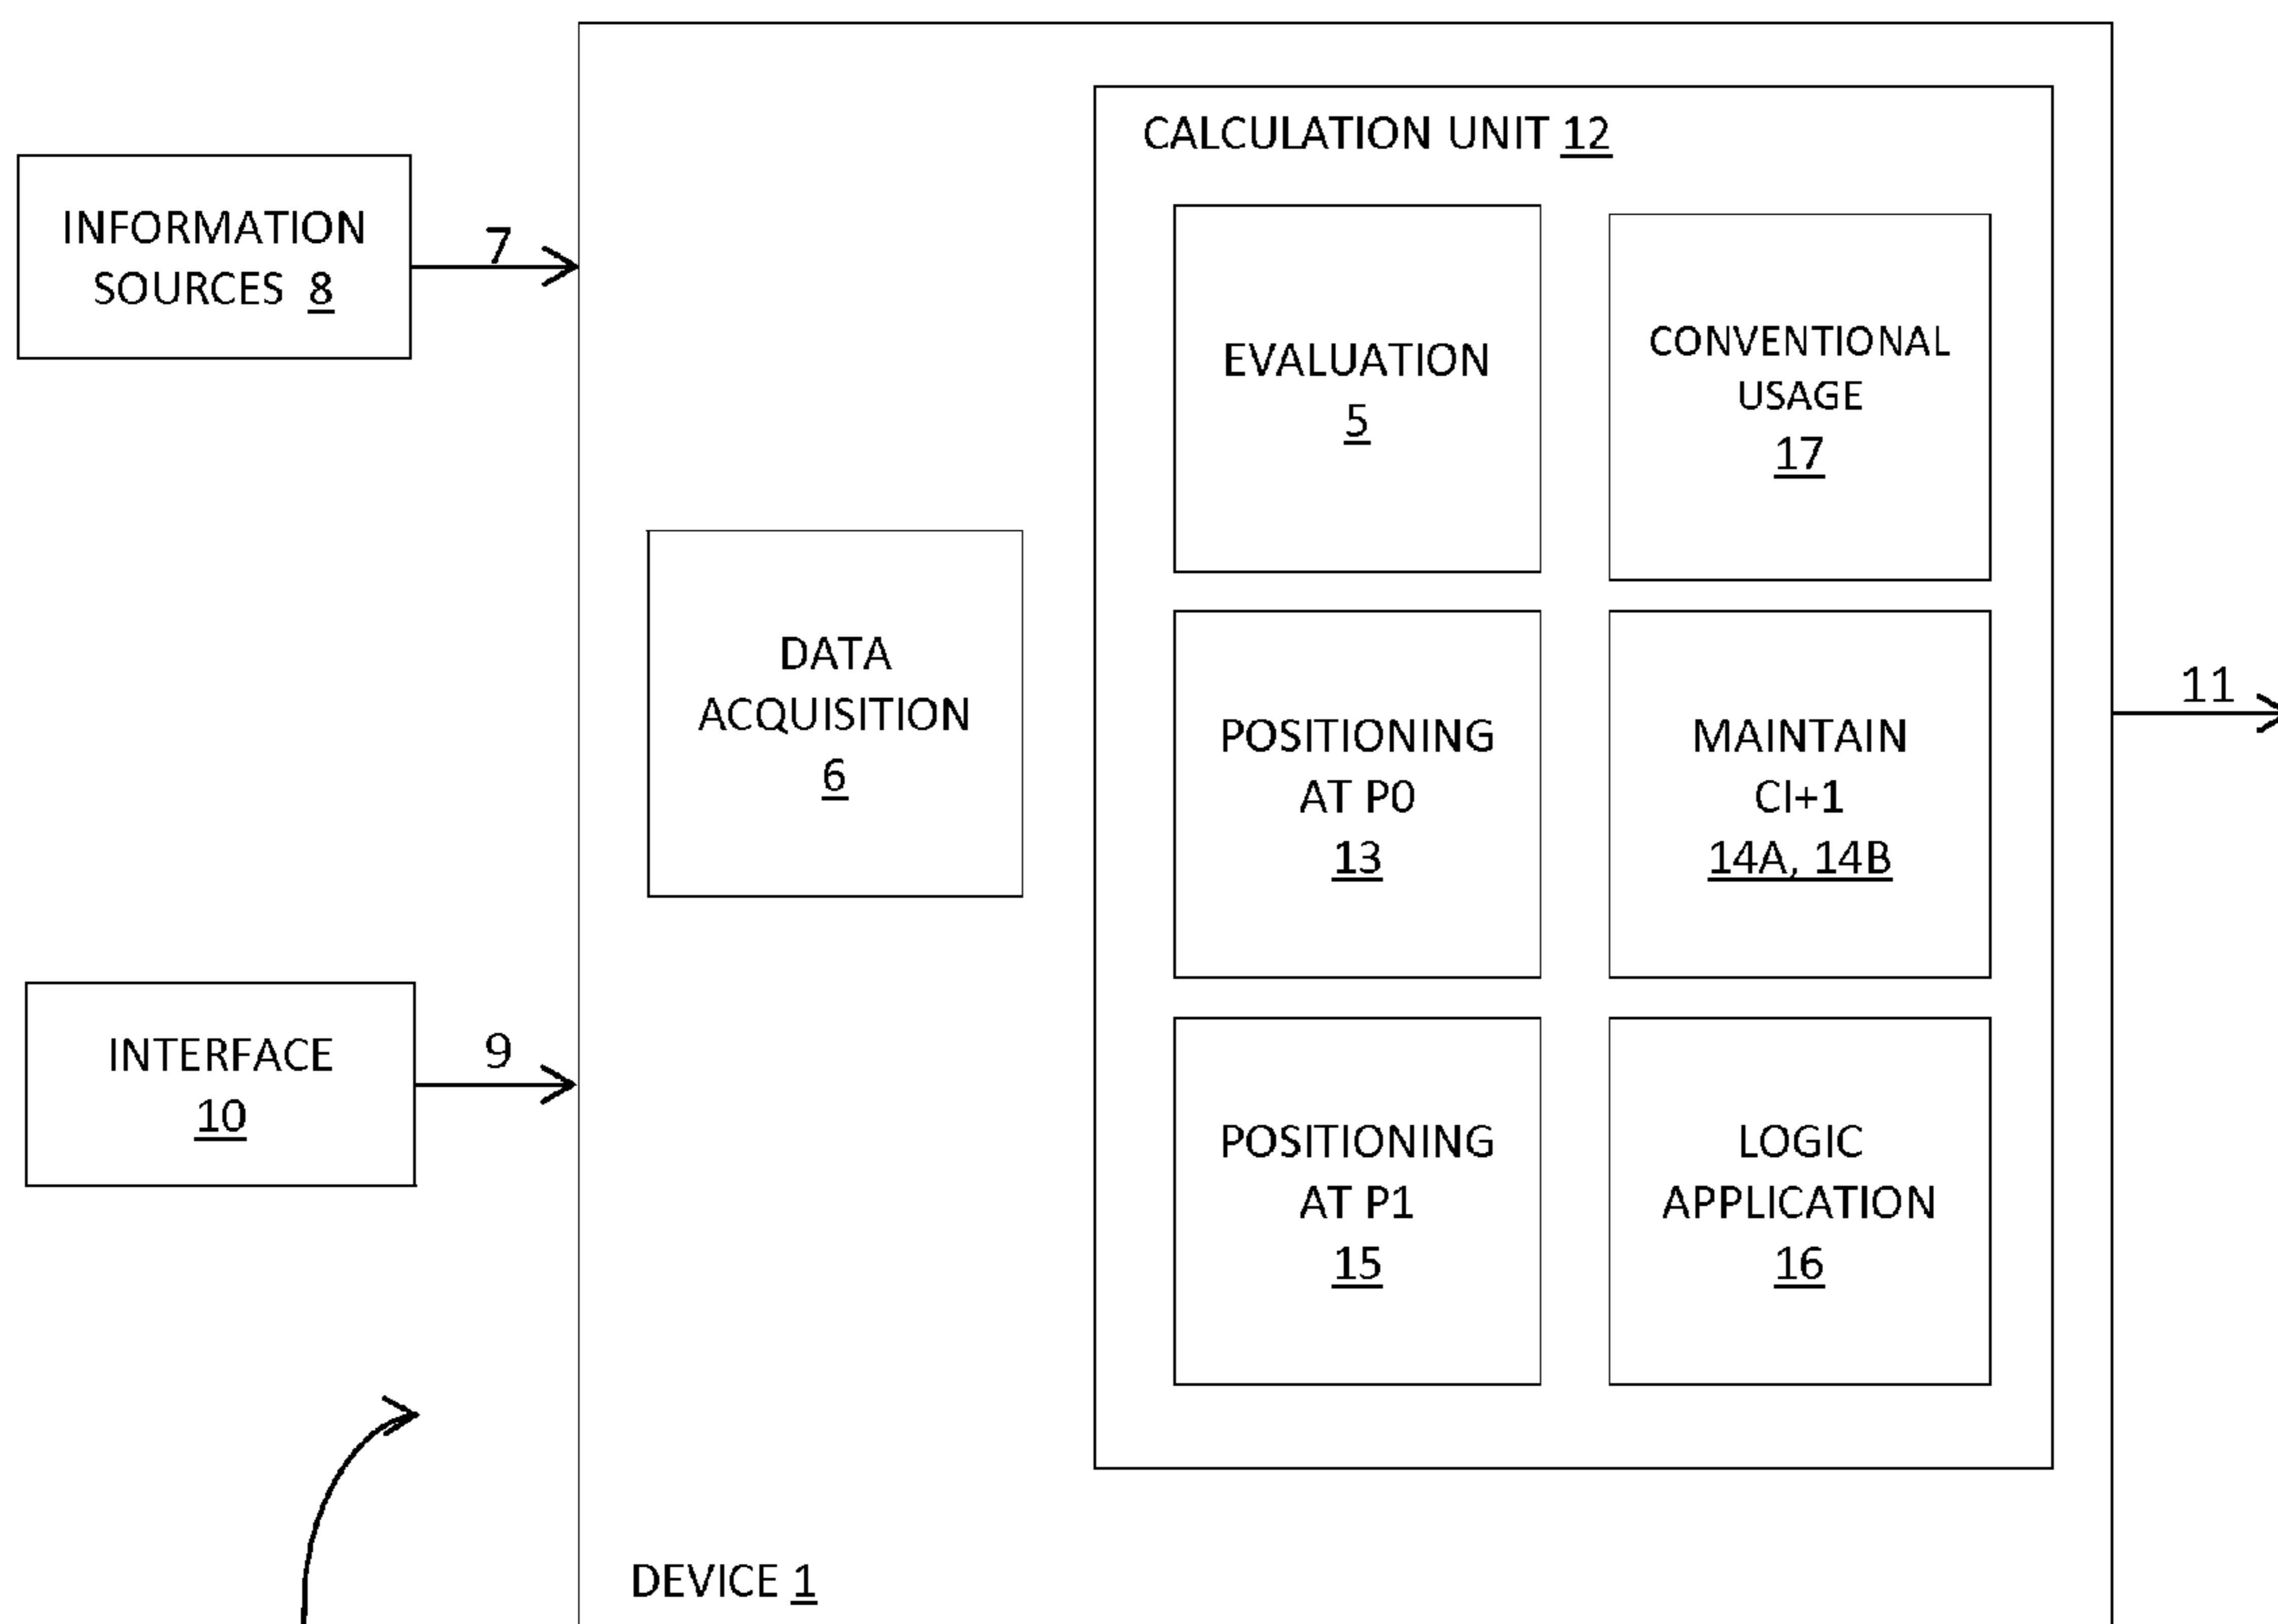 INFORMATION
SOURCES 8
7
INTERFACE
10
9
DATA
ACQUISITION
6
CALCULATION UNIT 12
EVALUATION
5
CONVENTIONAL
USAGE
17
POSITIONING
AT P0
13
MAINTAIN
CI+1
14A, 14B
POSITIONING
AT P1
15
LOGIC
APPLICATION
16
DEVICE 1
11